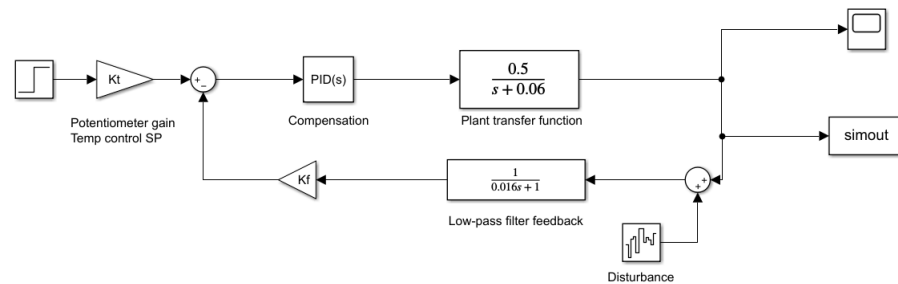 Kt
+
−
PID(s)
0.5
s + 0.06
Potentiometer gain
Temp control SP
Compensation
Plant transfer function
simout
Kf
1
0.016s + 1
+
+
Low-pass filter feedback
Disturbance